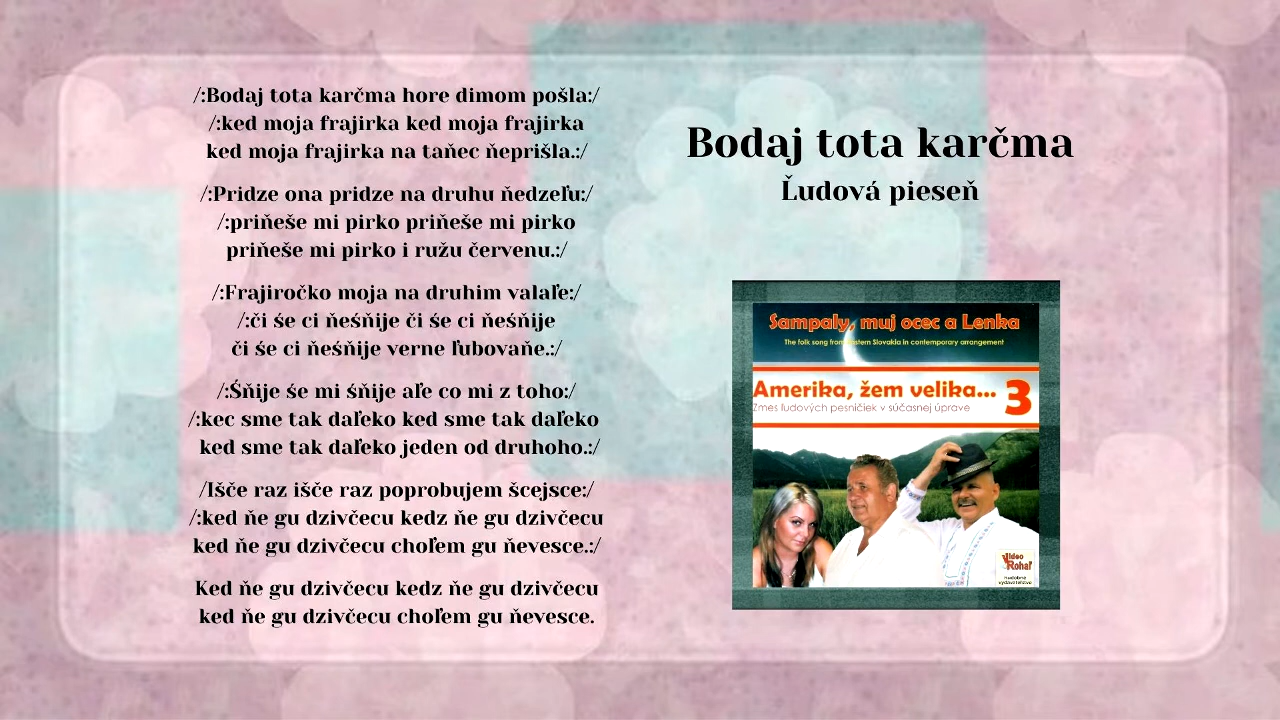 /:Bodaj tota karčma hore dimom pošla:/
/:ked moja frajirka ked moja frajirka
ked moja frajirka na taňec ňeprišla.:/
/:Pridze ona pridze na druhu ňedzeľu:/
/:priňeše mi pirko priňeše mi pirko
priňeše mi pirko i ružu červenu.:/
/:Frajiročko moja na druhim valaľe:/
/:či śe ci ňeśňije či śe ci ňeśňije
či śe ci ňeśňije verne ľubovaňe.:/
/:Śňije śe mi śňije aľe co mi z toho:/
/:kec sme tak daľeko ked sme tak daľeko
ked sme tak daľeko jeden od druhoho.:/
/Išče raz išče raz poprobujem šcejsce:/
/:ked ňe gu dzivčecu kedz ňe gu dzivčecu
ked ňe gu dzivčecu choľem gu ňevesce.:/
Ked ňe gu dzivčecu kedz ňe gu dzivčecu
ked ňe gu dzivčecu choľem gu ňevesce.
Bodaj tota karčma
Ľudová pieseň
Sampaly, muj ocec a Lenka
The folk song from eastern Slovakia in contemporary arrangement
Amerika, žem velika... 3
Zmes ľudových pesničiek v súčasnej úprave
Video
Rohaľ
hudobné
vydavateľstvo